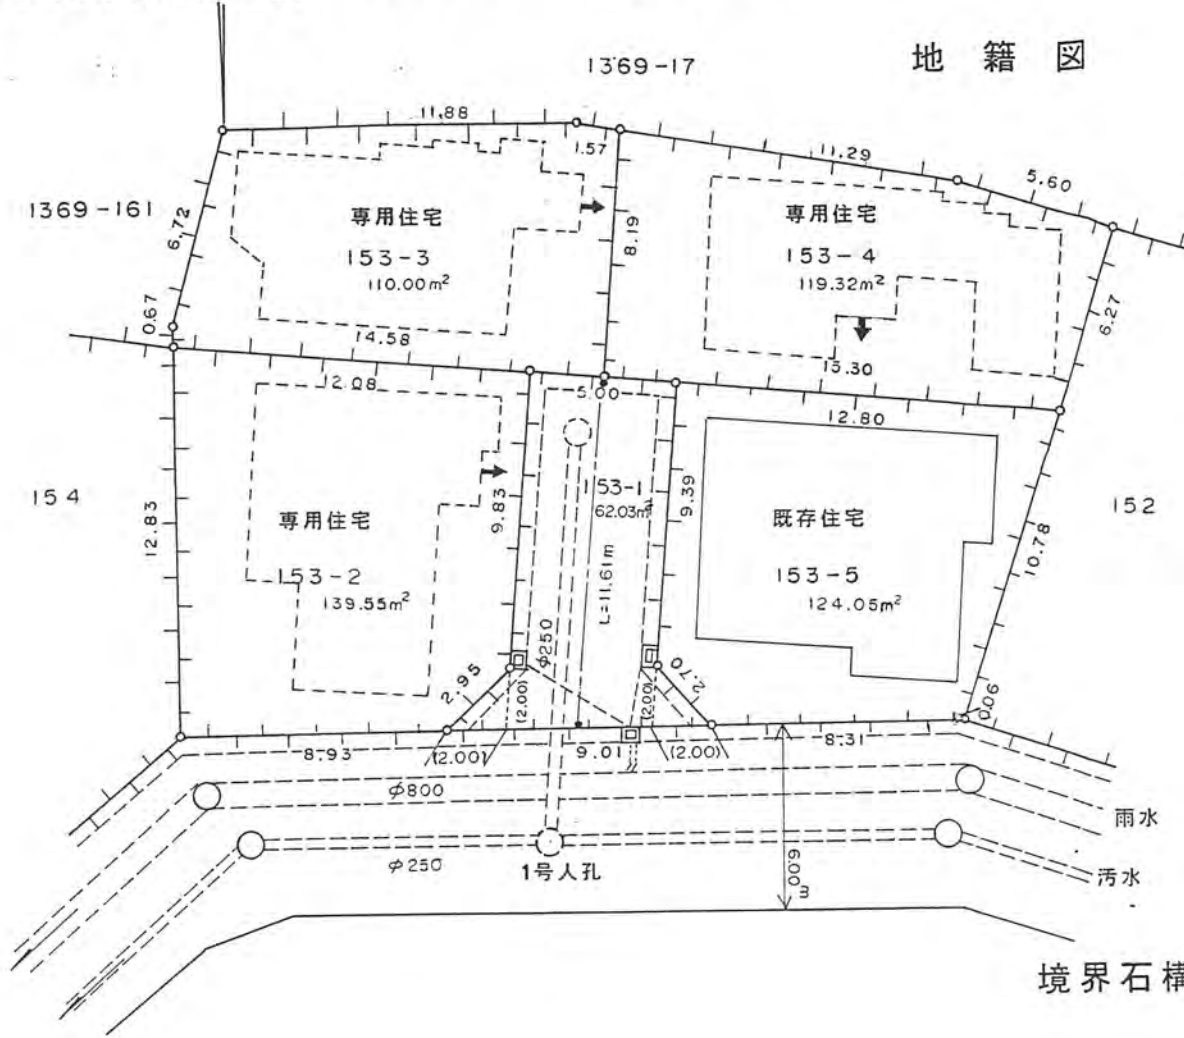 地籍図
1369-17
11.88
1.57
11.29
5.60
1369-161
6.72
0.67
専用住宅
153-3
110.00m²
8.19
専用住宅
153-4
119.32m²
6.27
14.58
13.30
12.08
5.00
12.80
154
12.83
専用住宅
153-2
139.55m²
9.83
153-1
62.03m²
L=11.61m
φ250
9.39
既存住宅
153-5
124.05m²
10.78
152
2.95
(2.00)
(2.00)
2.70
0.06
8.93
(2.00)
9.01
(2.00)
8.31
φ800
雨水
φ250
1号人孔
6.00m
汚水
境界石構